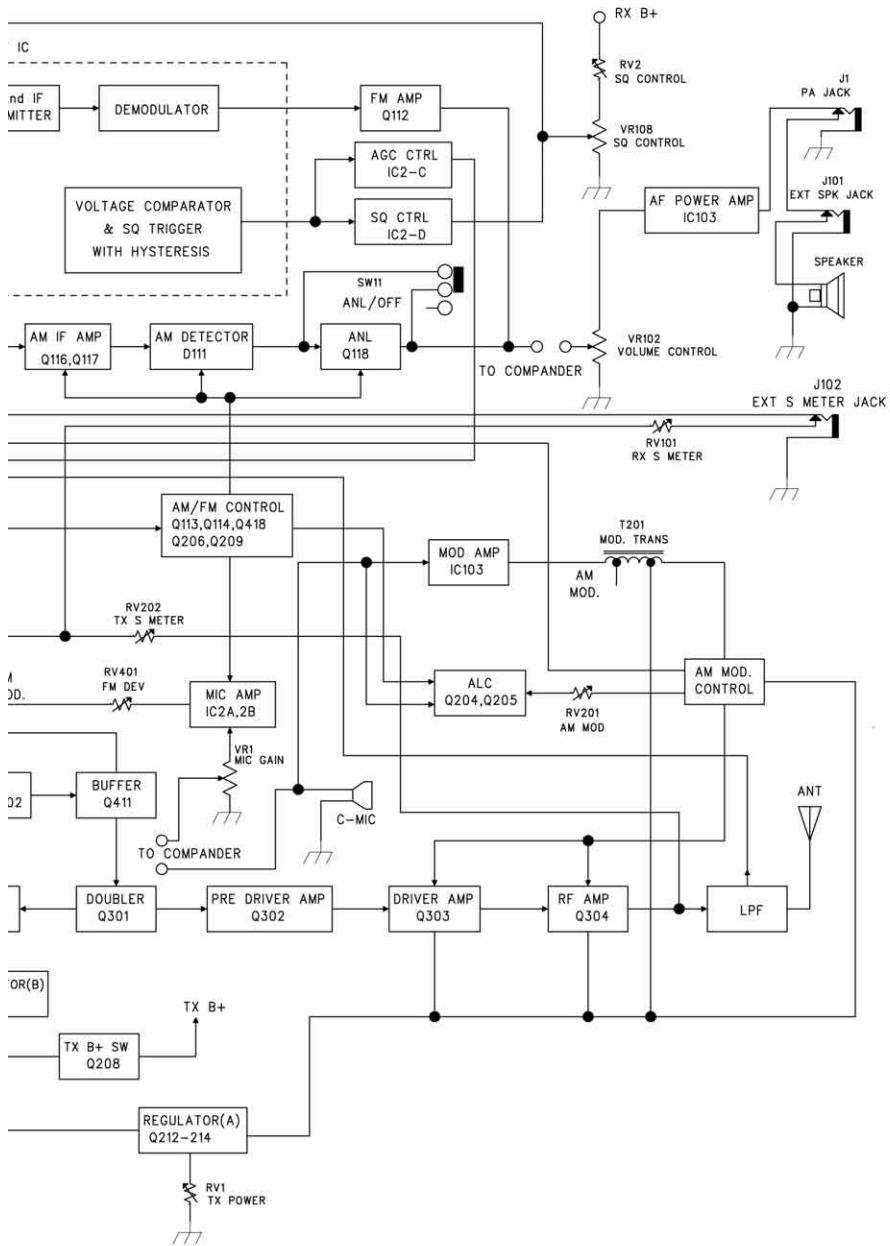 RX B+
IC
RV2
SQ CONTROL
J1
PA JACK
nd IF
MITTER
DEMODULATOR
FM AMP
Q112
VR108
SQ CONTROL
AGC CTRL
IC2-C
J101
EXT SPK JACK
VOLTAGE COMPARATOR
& SQ TRIGGER
WITH HYSTERESIS
SQ CTRL
IC2-D
AF POWER AMP
IC103
SPEAKER
SW11
ANL/OFF
AM IF AMP
Q116,Q117
AM DETECTOR
D111
ANL
Q118
TO COMPANDER
VR102
VOLUME CONTROL
J102
EXT S METER JACK
RV101
RX S METER
AM/FM CONTROL
Q113,Q114,Q418
Q206,Q209
T201
MOD. TRANS
MOD AMP
IC103
AM
MOD.
RV202
TX S METER
M
OD.
RV401
FM DEV
MIC AMP
IC2A,2B
ALC
Q204,Q205
RV201
AM MOD
AM MOD.
CONTROL
VR1
MIC GAIN
02
BUFFER
Q411
C-MIC
ANT
TO COMPANDER
DOUBLER
Q301
PRE DRIVER AMP
Q302
DRIVER AMP
Q303
RF AMP
Q304
LPF
TOR(B)
TX B+
TX B+ SW
Q208
REGULATOR(A)
Q212-214
RV1
TX POWER